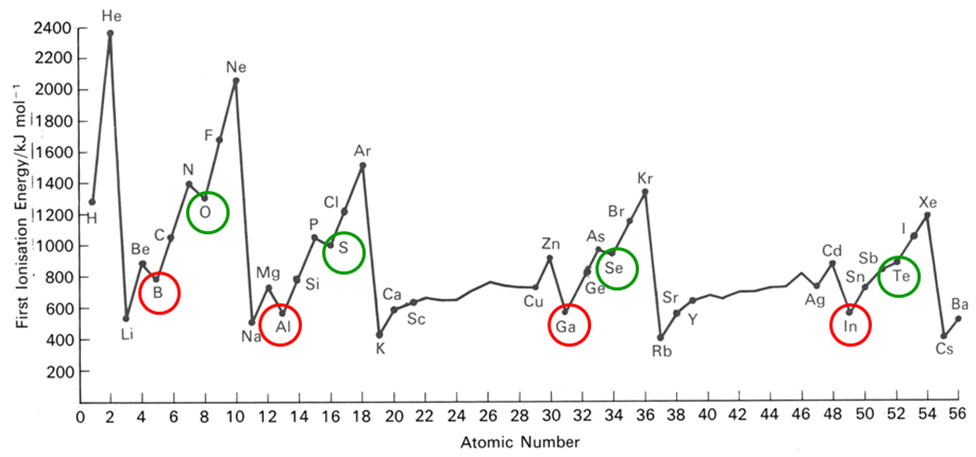 First Ionisation Energy/kJ mol⁻¹
2400
2200
2000
1800
1600
1400
1200
1000
800
600
400
200
H
He
Li
Be
B
C
N
O
F
Ne
Na
Mg
Al
Si
P
S
Cl
Ar
K
Ca
Sc
Cu
Zn
Ga
Ge
As
Se
Br
Kr
Rb
Sr
Y
Ag
Cd
In
Sn
Sb
Te
I
Xe
Cs
Ba
0 2 4 6 8 10 12 14 16 18 20 22 24 26 28 30 32 34 36 38 40 42 44 46 48 50 52 54 56
Atomic Number